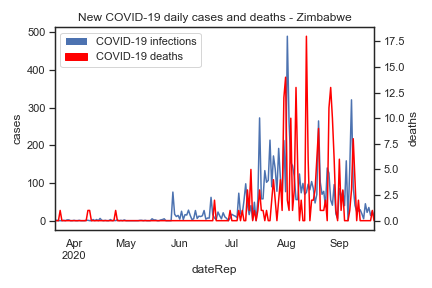 New COVID-19 daily cases and deaths - Zimbabwe
COVID-19 infections
COVID-19 deaths
500
400
300
200
100
0
cases
17.5
15.0
12.5
10.0
7.5
5.0
2.5
0.0
deaths
Apr May Jun Jul Aug Sep
2020
dateRep